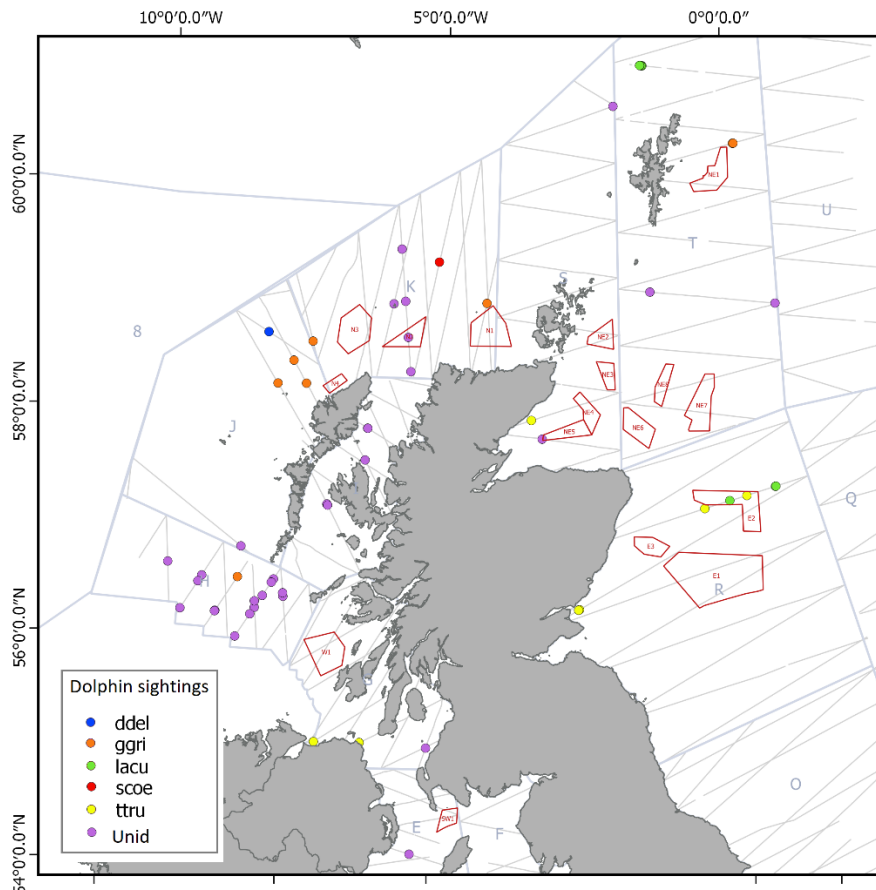 10°0'0.0"W 5°0'0.0"W 0°0'0.0"
60°0'0.0"N
58°0'0.0"N
56°0'0.0"N
54°0'0.0"N
U
NE1
T
S
K
8
N3
N1
NE2
N4
NE3
NE8
NE7
NE4
NE6
NE5
J
Q
E2
E3
H
E1
R
W1
O
SW1
E
F
Dolphin sightings
ddel
ggri
lacu
scoe
ttru
Unid